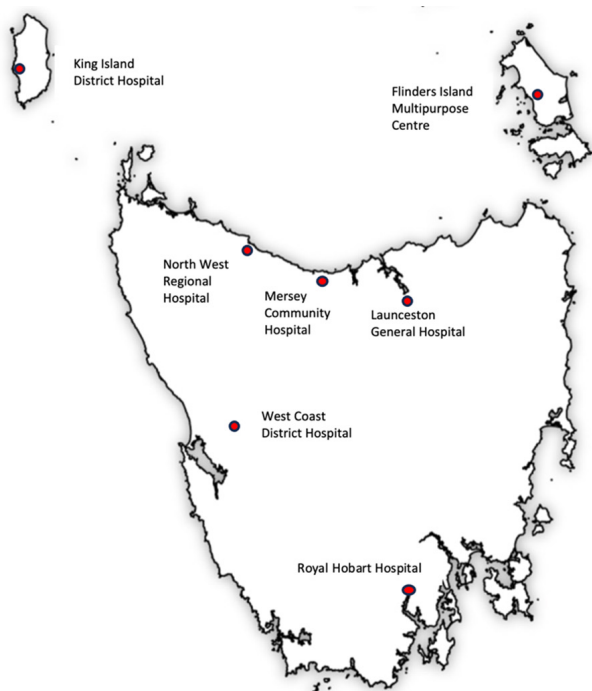 King Island
District Hospital
Flinders Island
Multipurpose
Centre
North West
Regional
Hospital
Mersey
Community
Hospital
Launceston
General Hospital
West Coast
District Hospital
Royal Hobart Hospital